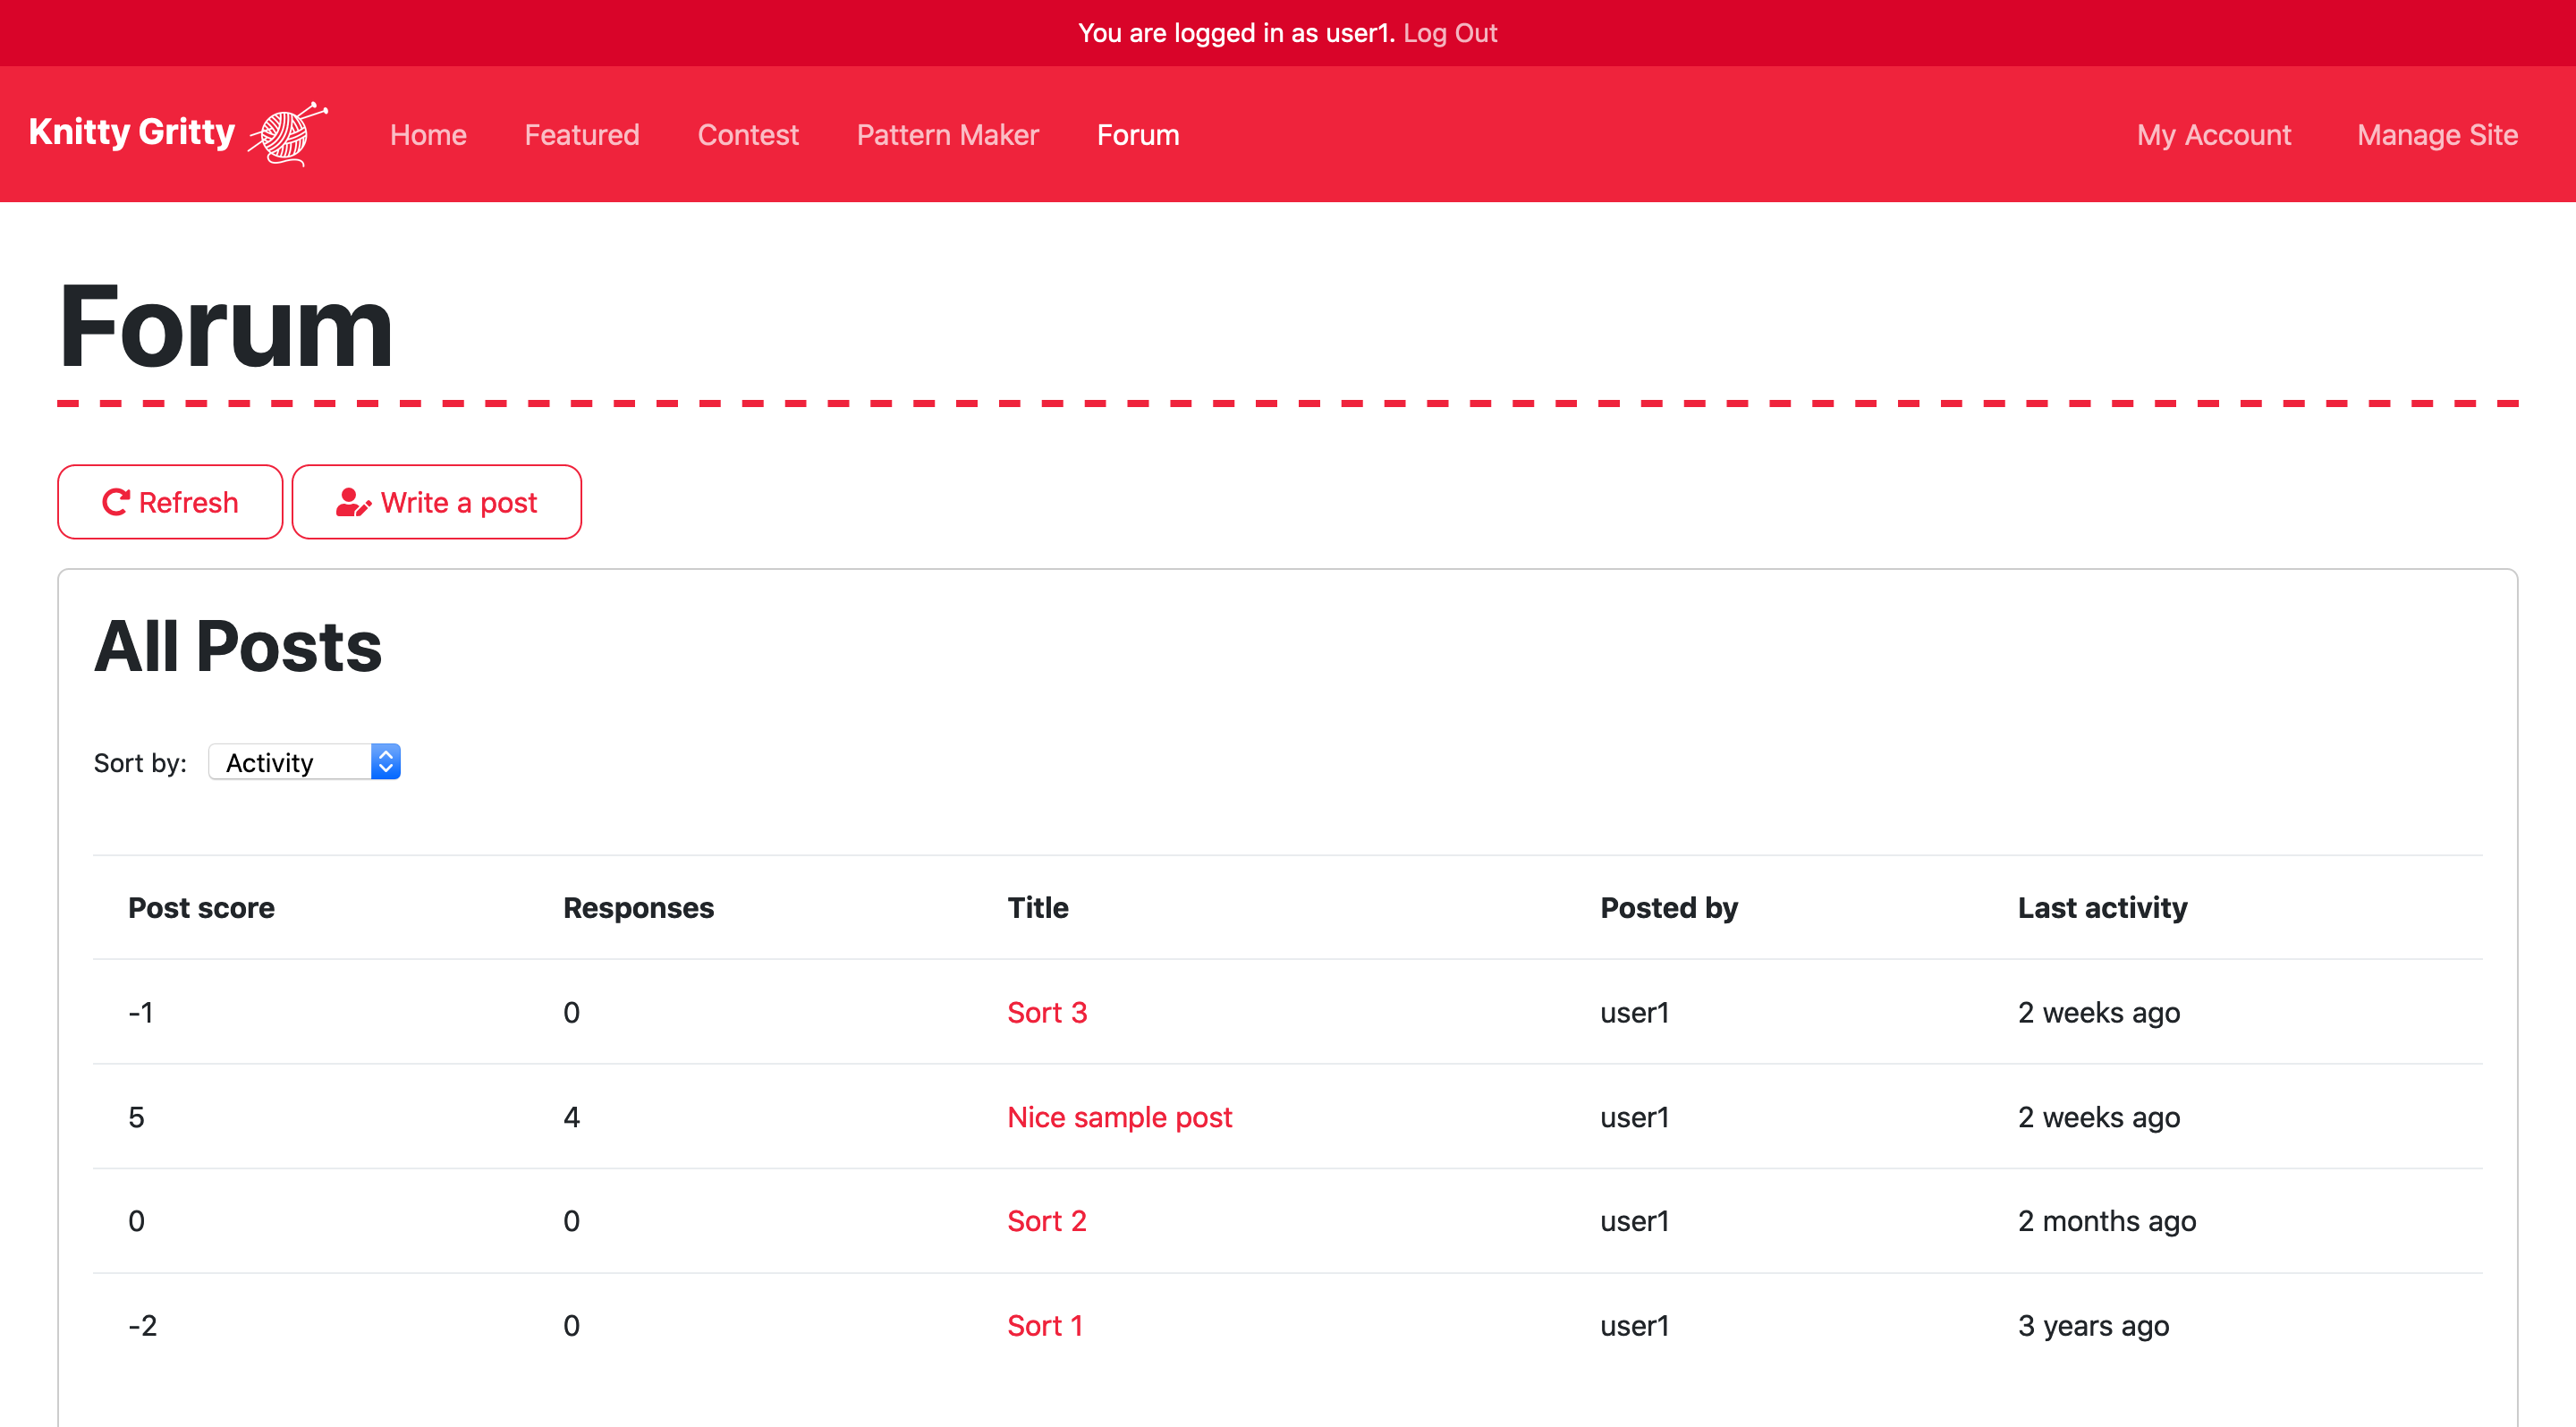 You are logged in as user1. Log Out
Knitty Gritty Home Featured Contest Pattern Maker Forum My Account Manage Site
Forum
Refresh Write a post
All Posts
Sort by: Activity
Post score Responses Title Posted by Last activity
-1 0 Sort 3 user1 2 weeks ago
5 4 Nice sample post user1 2 weeks ago
0 0 Sort 2 user1 2 months ago
-2 0 Sort 1 user1 3 years ago